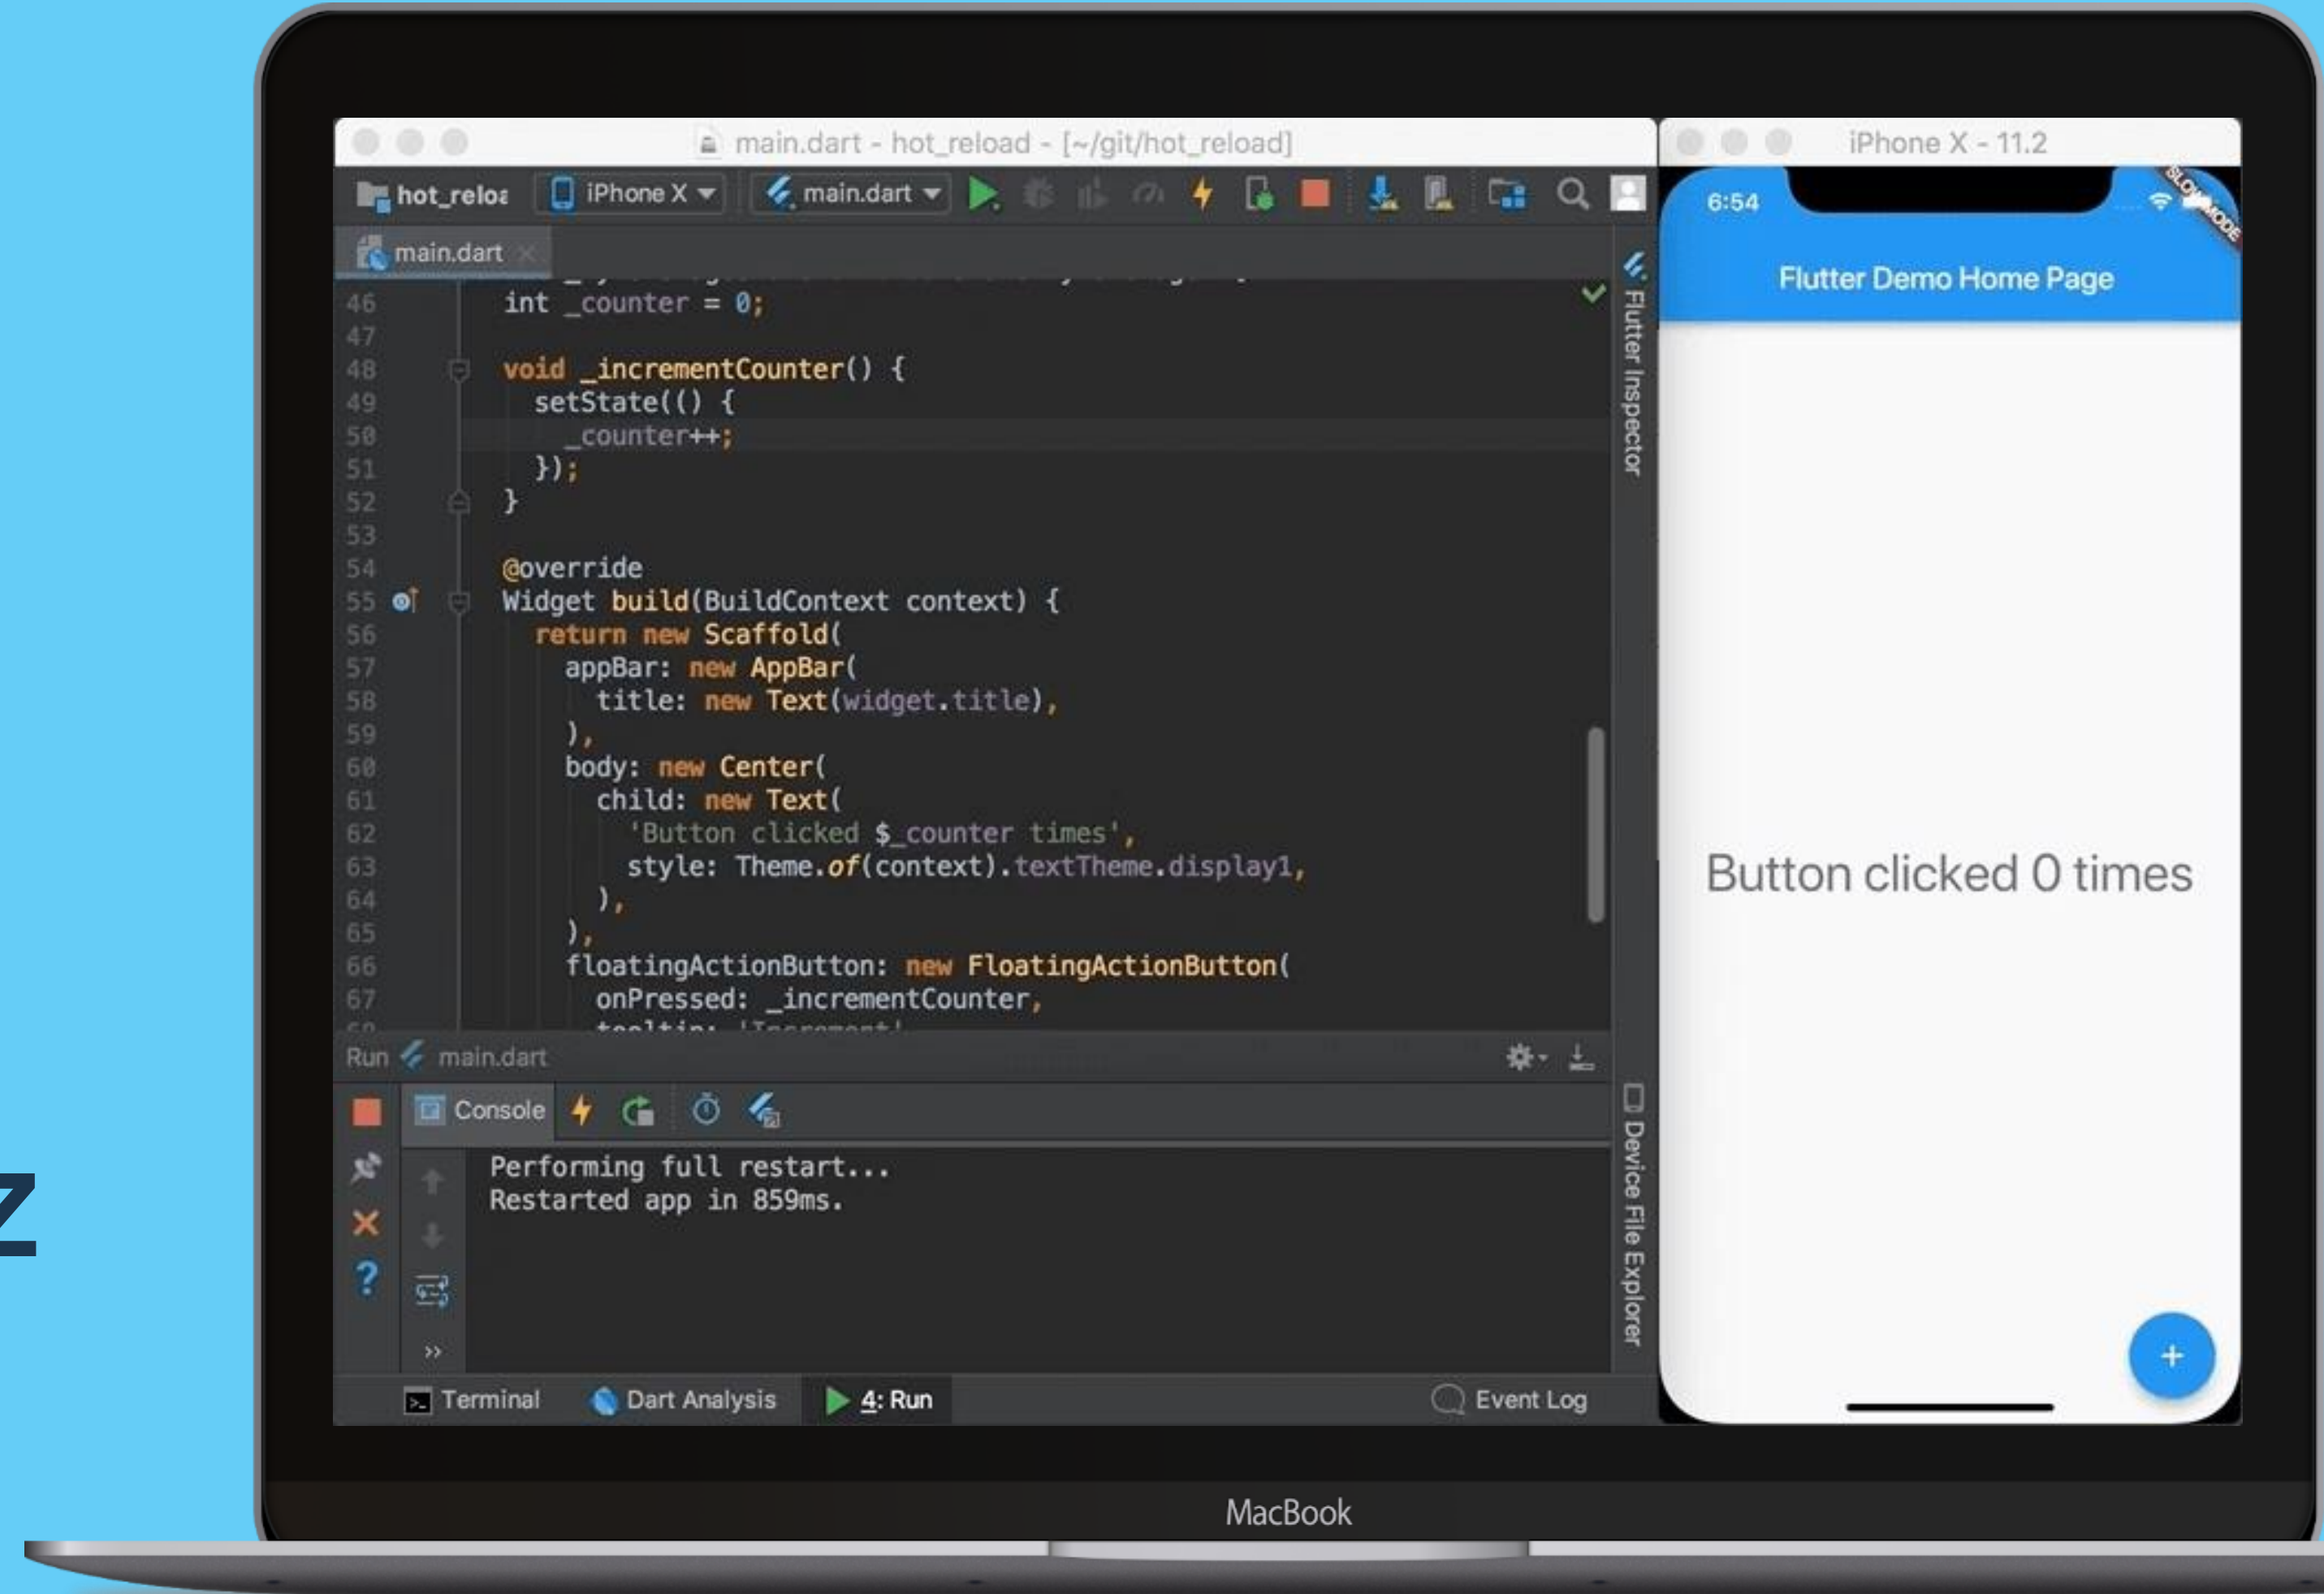 main.dart - hot_reload - [~/git/hot_reload]
iPhone X - 11.2
hot_reloa
iPhone X
main.dart
main.dart
46 int _counter = 0;
47
48 void _incrementCounter() {
49 setState(() {
50 _counter++;
51 });
52 }
53
54 @override
55 Widget build(BuildContext context) {
56 return new Scaffold(
57 appBar: new AppBar(
58 title: new Text(widget.title),
59 ),
60 body: new Center(
61 child: new Text(
62 'Button clicked $_counter times',
63 style: Theme.of(context).textTheme.display1,
64 ),
65 ),
66 floatingActionButton: new FloatingActionButton(
67 onPressed: _incrementCounter,
Flutter Inspector
Device File Explorer
Run main.dart
Console
Performing full restart...
Restarted app in 859ms.
Terminal
Dart Analysis
4: Run
Event Log
6:54
SLOW MODE
Flutter Demo Home Page
Button clicked 0 times
+
z
MacBook